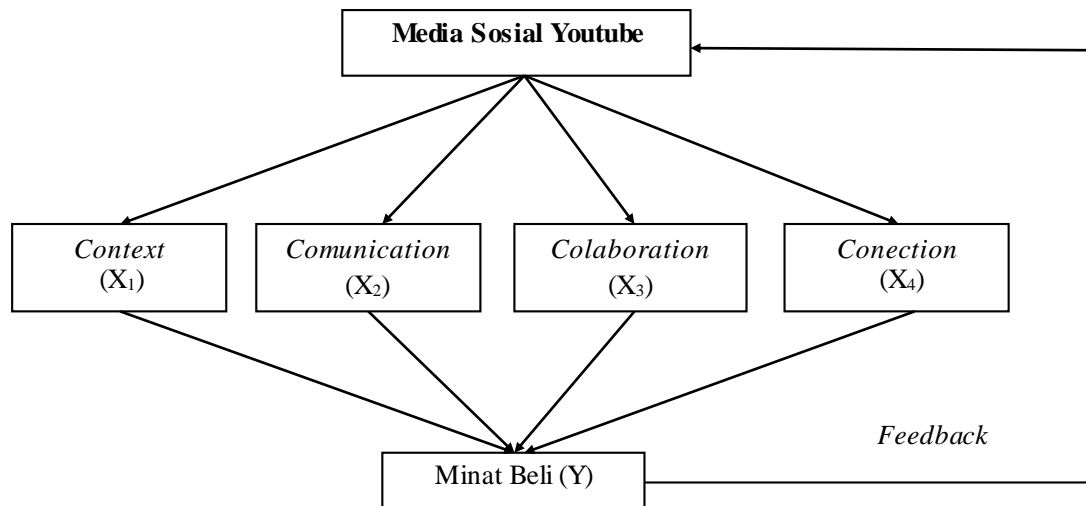 Media Sosial Youtube
Context
(X₁)
Comunication
(X₂)
Colaboration
(X₃)
Conection
(X₄)
Feedback
Minat Beli (Y)